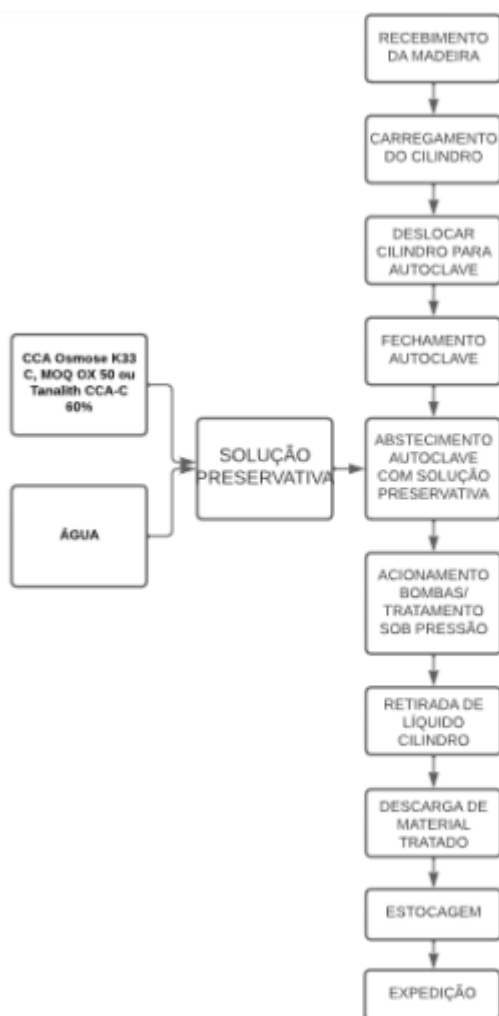 RECEBIMENTO
DA MADEIRA
CARREGAMENTO
DO CILINDRO
DESLOCAR
CILINDRO PARA
AUTOCLAVE
FECHAMENTO
AUTOCLAVE
CCA Osmose K33
C, MOQ OX 50 ou
Tanalith CCA-C
60%
ÁGUA
SOLUÇÃO
PRESERVATIVA
ABSTECIMENTO
AUTOCLAVE
COM SOLUÇÃO
PRESERVATIVA
ACIONAMENTO
BOMBAS/
TRATAMENTO
SOB PRESSÃO
RETIRADA DE
LÍQUIDO
CILINDRO
DESCARGA DE
MATERIAL
TRATADO
ESTOCAGEM
EXPEDIÇÃO